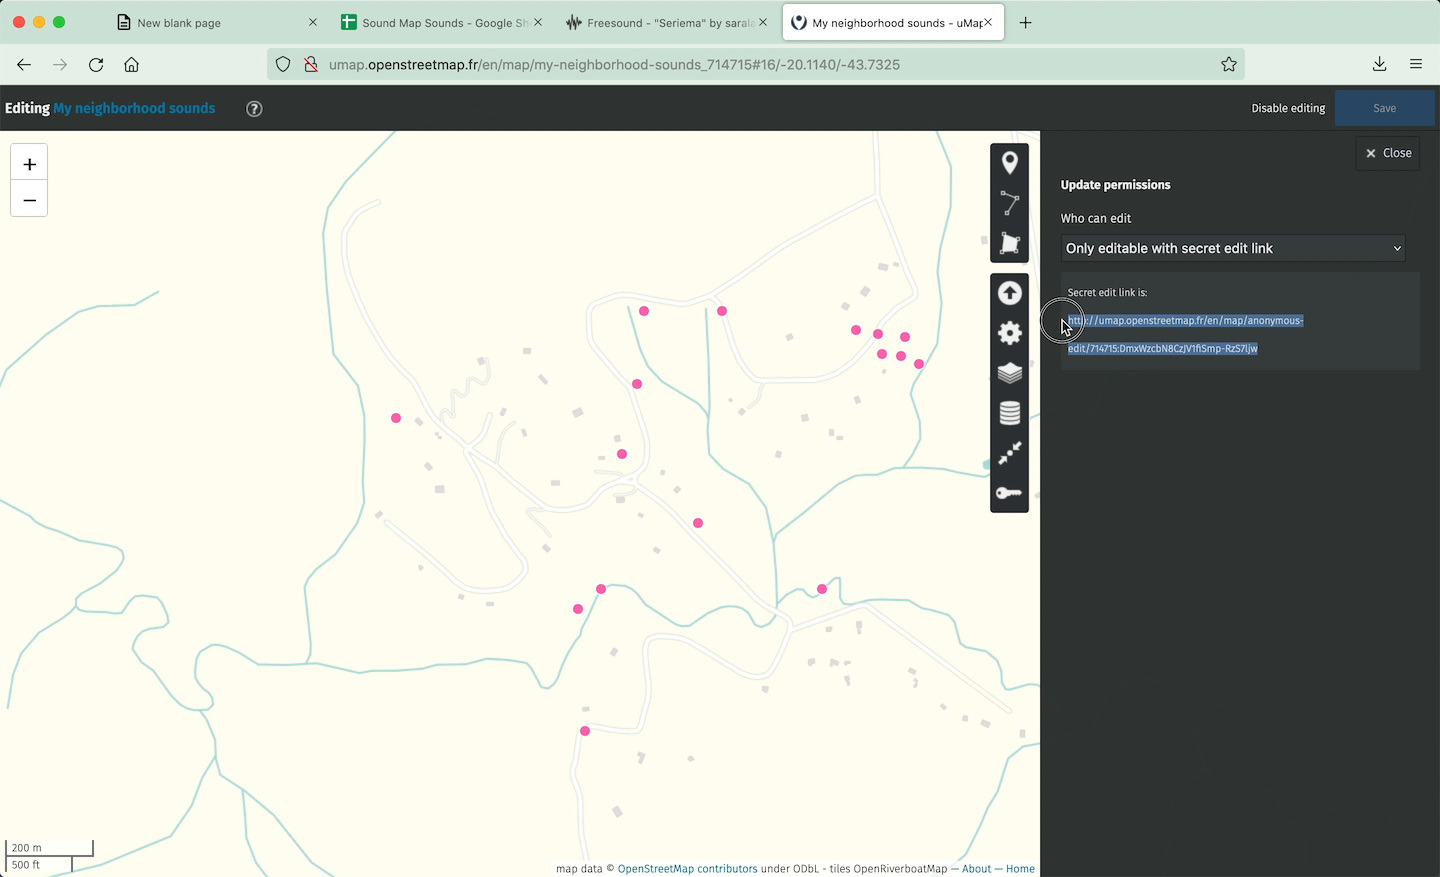 New blank page
Sound Map Sounds - Google Sh
Freesound - "Seriema" by sarala
My neighborhood sounds - uMap
umap.openstreetmap.fr/en/map/my-neighborhood-sounds_714715#16/-20.1140/-43.7325
Editing My neighborhood sounds
?
Disable editing
Save
+
−
Close
Update permissions
Who can edit
Only editable with secret edit link
Secret edit link is:
http://umap.openstreetmap.fr/en/map/anonymous-
edit/714715:DmxWzcbN8CzJV1fiSmp-RzS7ljw
200 m
500 ft
map data © OpenStreetMap contributors under ODbL - tiles OpenRiverboatMap — About — Home